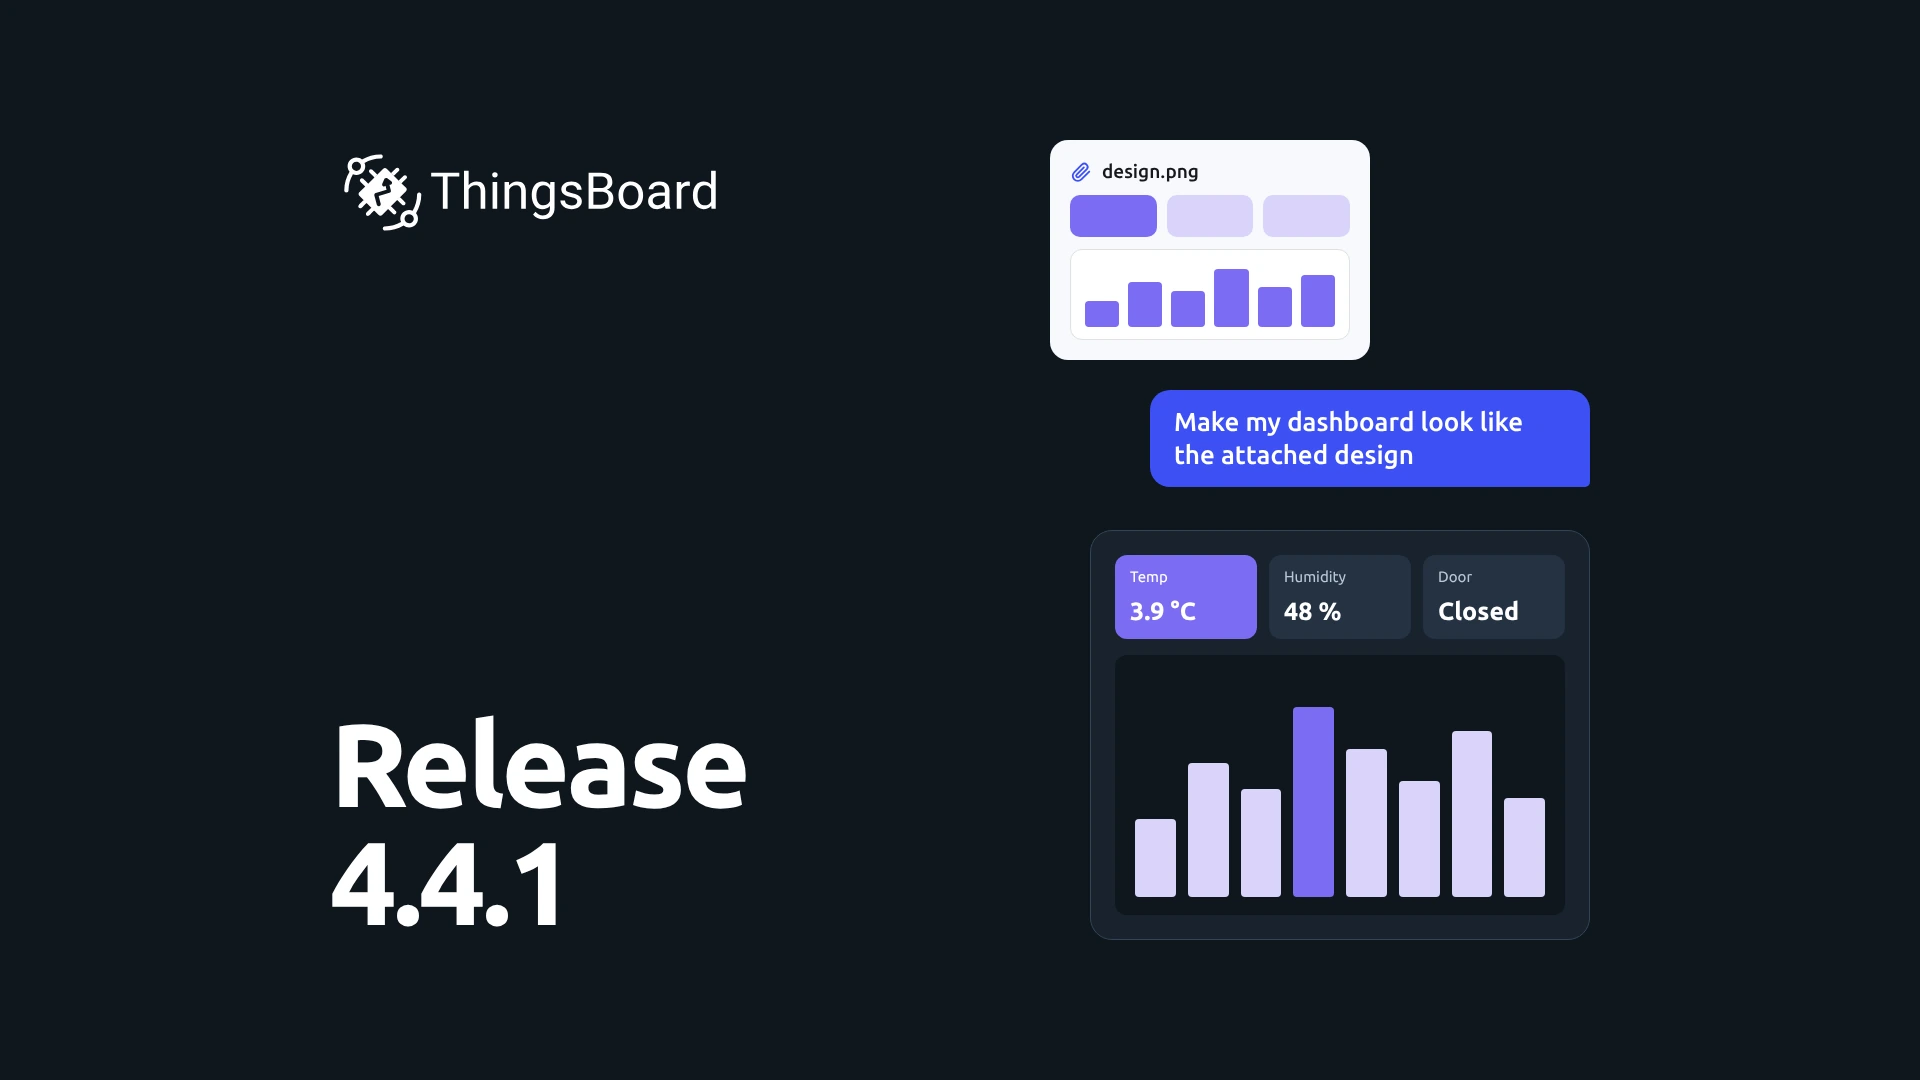 ThingsBoard
Release
4.4.1
design.png
Make my dashboard look like
the attached design
Temp
3.9 °C
Humidity
48 %
Door
Closed